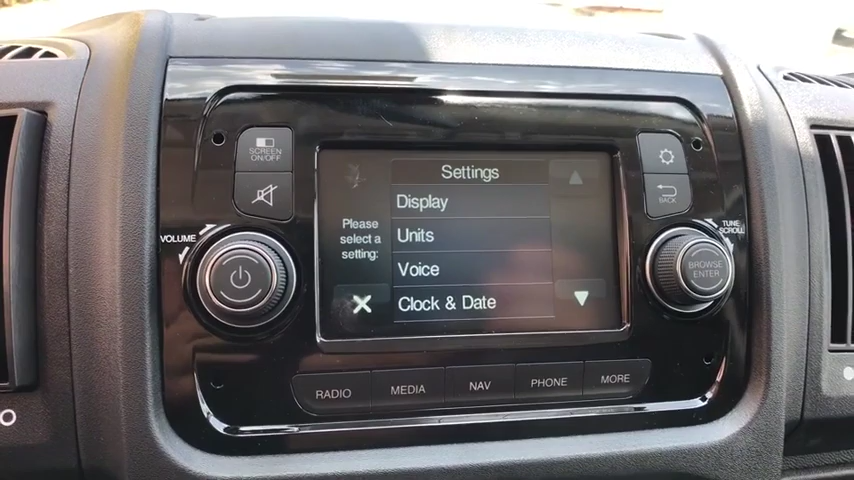 SCREEN
ON/OFF
BACK
VOLUME
TUNE
SCROLL
BROWSE
ENTER
Settings
Please
select a
setting:
Display
Units
Voice
Clock & Date
RADIO
MEDIA
NAV
PHONE
MORE